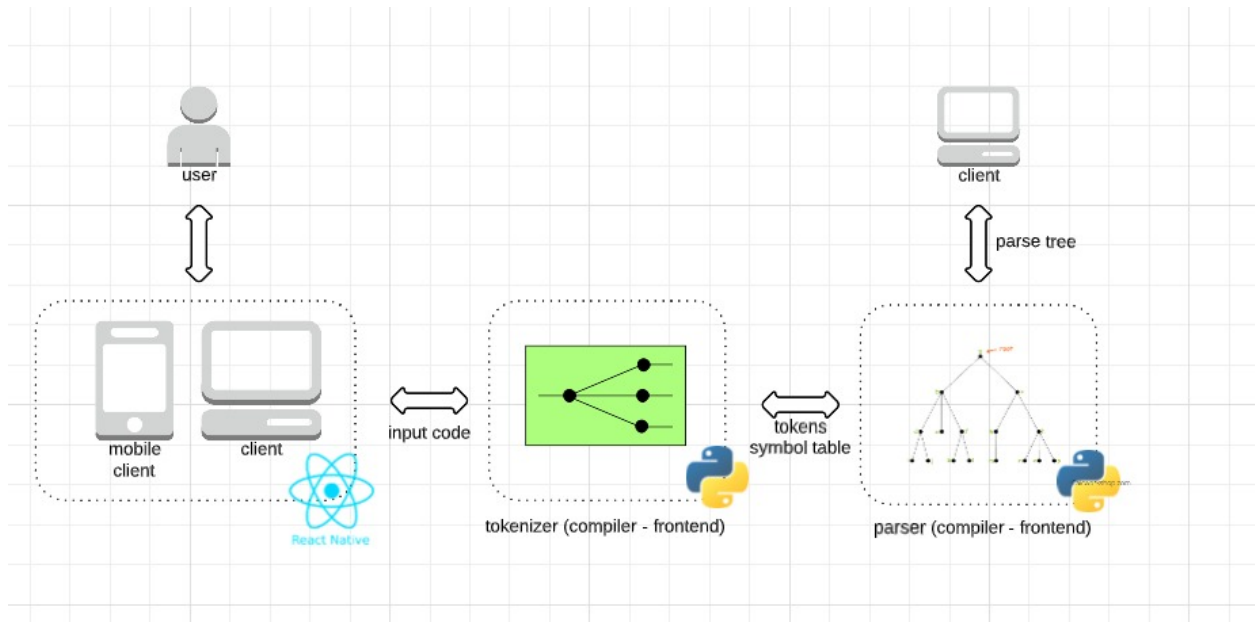 user
client
parse tree
mobile
client
client
input code
tokens
symbol table
React Native
tokenizer (compiler - frontend)
parser (compiler - frontend)